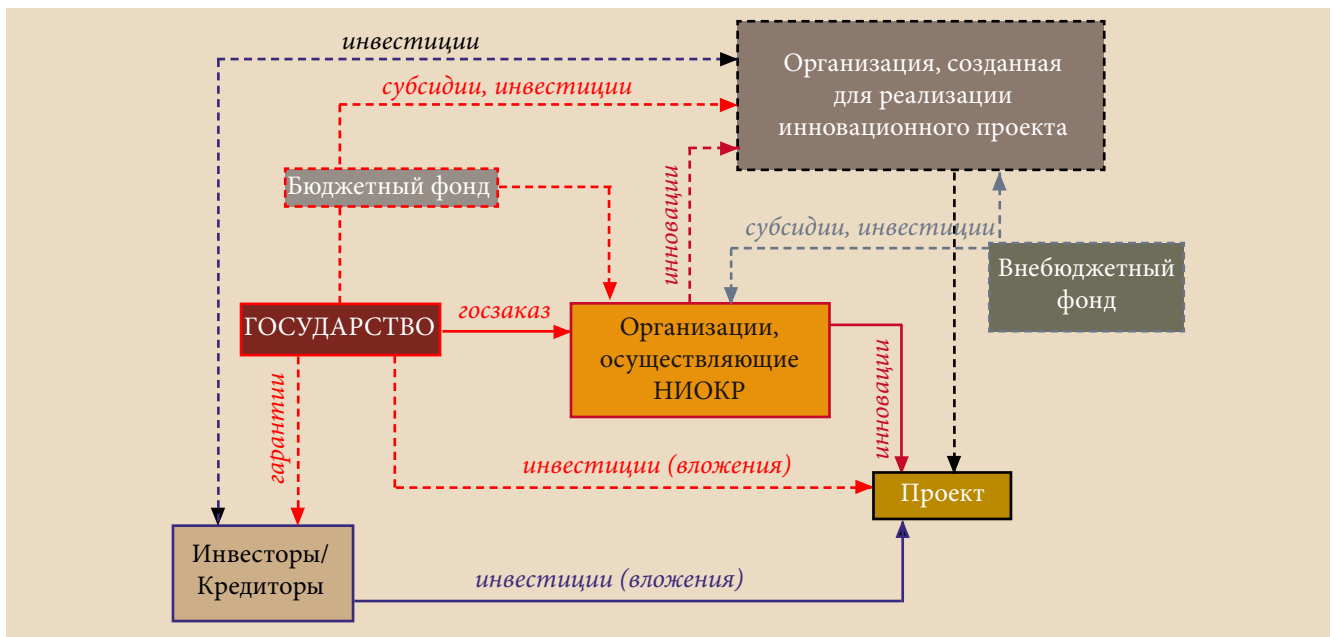 инвестиции
Организация, созданная
для реализации
инновационного проекта
субсидии, инвестиции
Бюджетный фонд
инновации
субсидии, инвестиции
Внебюджетный
фонд
ГОСУДАРСТВО
госзаказ
Организации,
осуществляющие
НИОКР
инновации
гарантии
инвестиции (вложения)
Проект
Инвесторы/
Кредиторы
инвестиции (вложения)